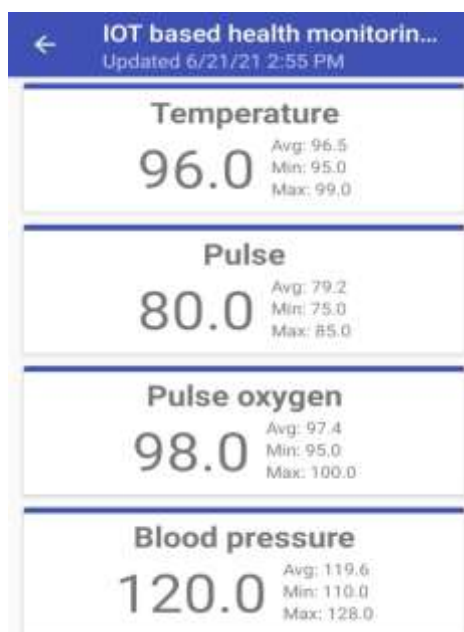 IOT based health monitorin...
Updated 6/21/21 2:55 PM
Temperature
96.0
Avg: 96.5
Min: 95.0
Max: 99.0
Pulse
80.0
Avg: 79.2
Min: 75.0
Max: 85.0
Pulse oxygen
98.0
Avg: 97.4
Min: 95.0
Max: 100.0
Blood pressure
120.0
Avg: 119.6
Min: 110.0
Max: 128.0